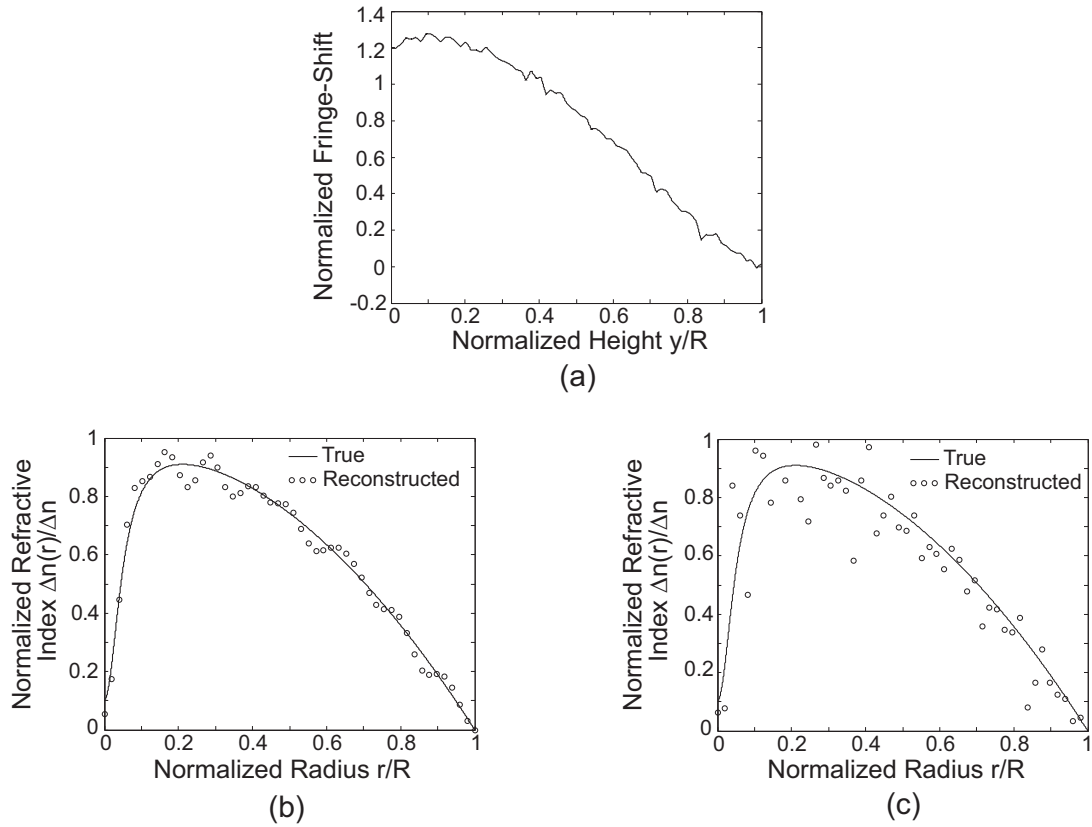 1.4
1.2
1
0.8
0.6
0.4
0.2
0
-0.2
Normalized Fringe-Shift
0 0.2 0.4 0.6 0.8 1
Normalized Height y/R
(a)
1
0.8
0.6
0.4
0.2
0
Normalized Refractive
Index Δn(r)/Δn
True
Reconstructed
0 0.2 0.4 0.6 0.8 1
Normalized Radius r/R
(b)
1
0.8
0.6
0.4
0.2
0
Normalized Refractive
Index Δn(r)/Δn
True
Reconstructed
0 0.2 0.4 0.6 0.8 1
Normalized Radius r/R
(c)